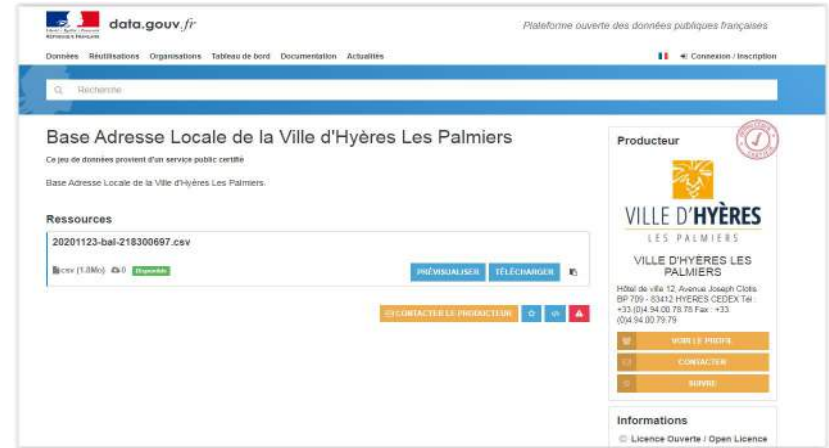 data.gouv.fr
Plateforme ouverte des données publiques françaises
Données Réutilisations Organisations Tableau de bord Documentation Actualités
Connexion / Inscription
Recherche
Base Adresse Locale de la Ville d'Hyères Les Palmiers
Ce jeu de données provient d'un service public certifié
Base Adresse Locale de la Ville d'Hyères Les Palmiers.
Ressources
20201123-bal-218300697.csv
csv (1.8Mo) 0 Disponible
PRÉVISUALISER TÉLÉCHARGER
CONTACTER LE PRODUCTEUR
Producteur
VILLE D'HYÈRES
LES PALMIERS
VILLE D'HYÈRES LES
PALMIERS
Hôtel de ville 12, Avenue Joseph Clotis
BP 709 - 83412 HYERES CEDEX Tél :
+33.(0)4.94.00.78.78 Fax : +33.
(0)4.94.00.79.79
VOIR LE PROFIL
CONTACTER
SUIVRE
Informations
Licence Ouverte / Open Licence